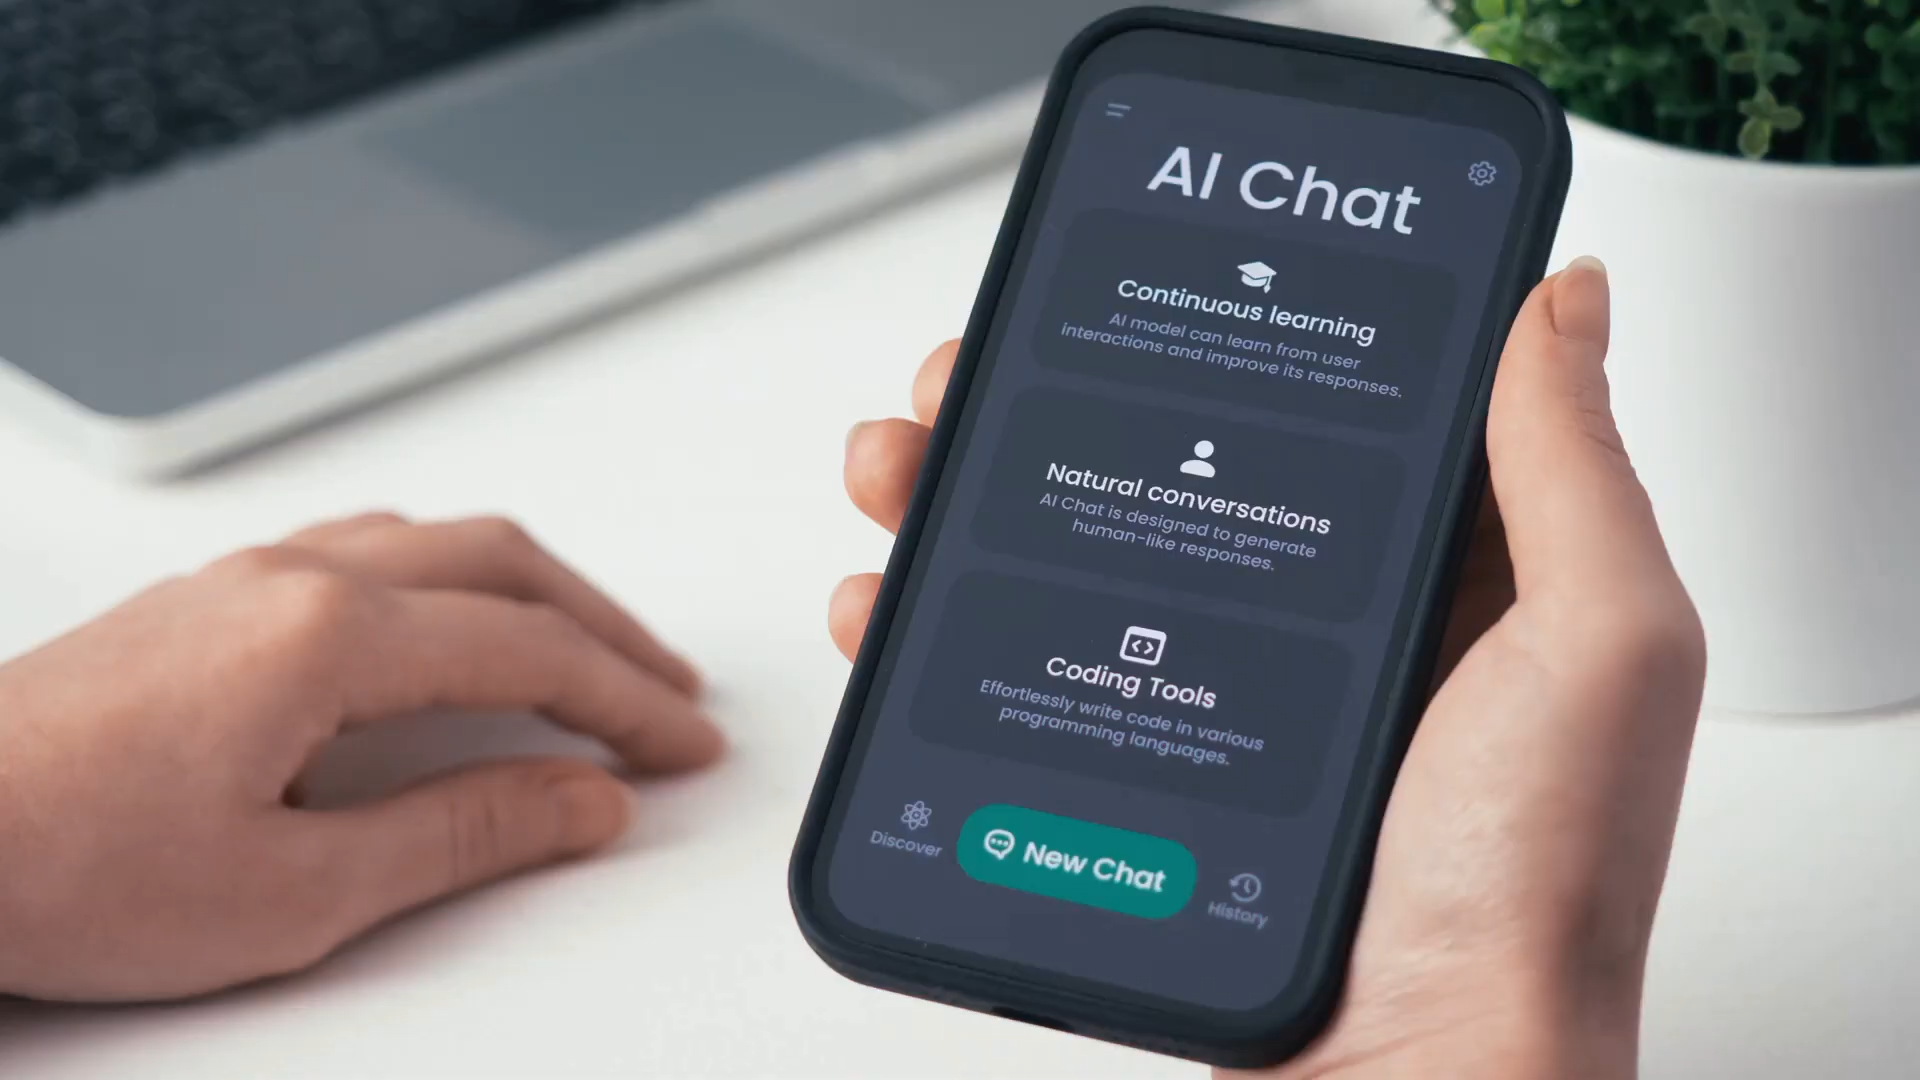 AI Chat
Continuous learning
AI model can learn from user
interactions and improve its responses.
Natural conversations
AI Chat is designed to generate
human-like responses.
Coding Tools
Effortlessly write code in various
programming languages.
Discover
New Chat
History